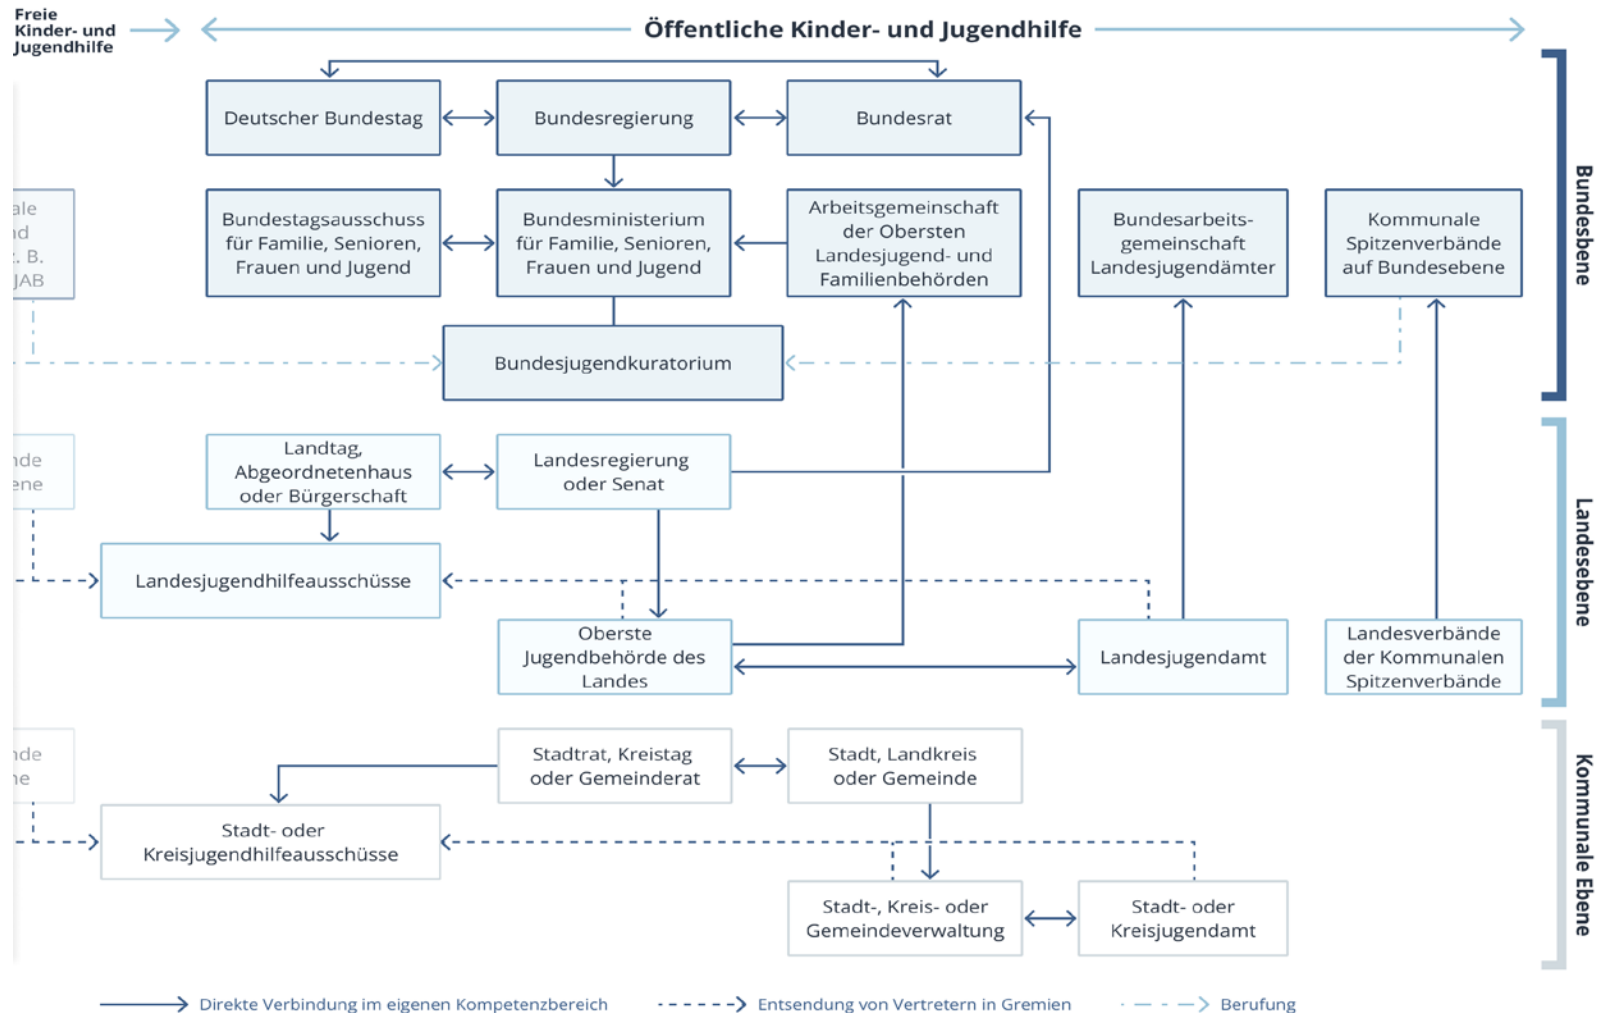 Freie
Kinder- und
Jugendhilfe
Öffentliche Kinder- und Jugendhilfe
Deutscher Bundestag
Bundesregierung
Bundesrat
Bundestagsausschuss
für Familie, Senioren,
Frauen und Jugend
Bundesministerium
für Familie, Senioren,
Frauen und Jugend
Arbeitsgemeinschaft
der Obersten
Landesjugend- und
Familienbehörden
Bundesarbeits-
gemeinschaft
Landesjugendämter
Kommunale
Spitzenverbände
auf Bundesebene
z. B.
Bundesjugendkuratorium
Bundesbene
Landtag,
Abgeordnetenhaus
oder Bürgerschaft
Landesregierung
oder Senat
Landesjugendhilfeausschüsse
Oberste
Jugendbehörde des
Landes
Landesjugendamt
Landesverbände
der Kommunalen
Spitzenverbände
Landesebene
Stadtrat, Kreistag
oder Gemeinderat
Stadt, Landkreis
oder Gemeinde
Stadt- oder
Kreisjugendhilfeausschüsse
Stadt-, Kreis- oder
Gemeindeverwaltung
Stadt- oder
Kreisjugendamt
Kommunale Ebene
Direkte Verbindung im eigenen Kompetenzbereich
Entsendung von Vertretern in Gremien
Berufung